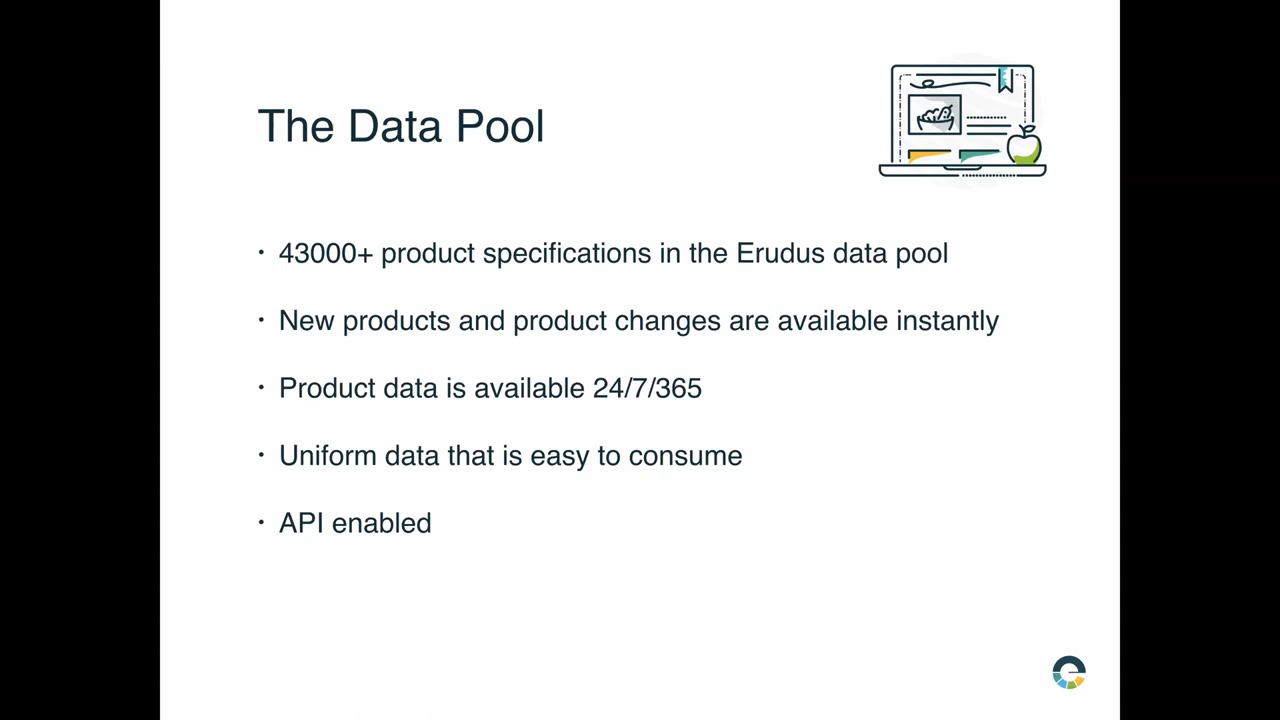 The Data Pool
• 43000+ product specifications in the Erudus data pool
• New products and product changes are available instantly
• Product data is available 24/7/365
• Uniform data that is easy to consume
• API enabled